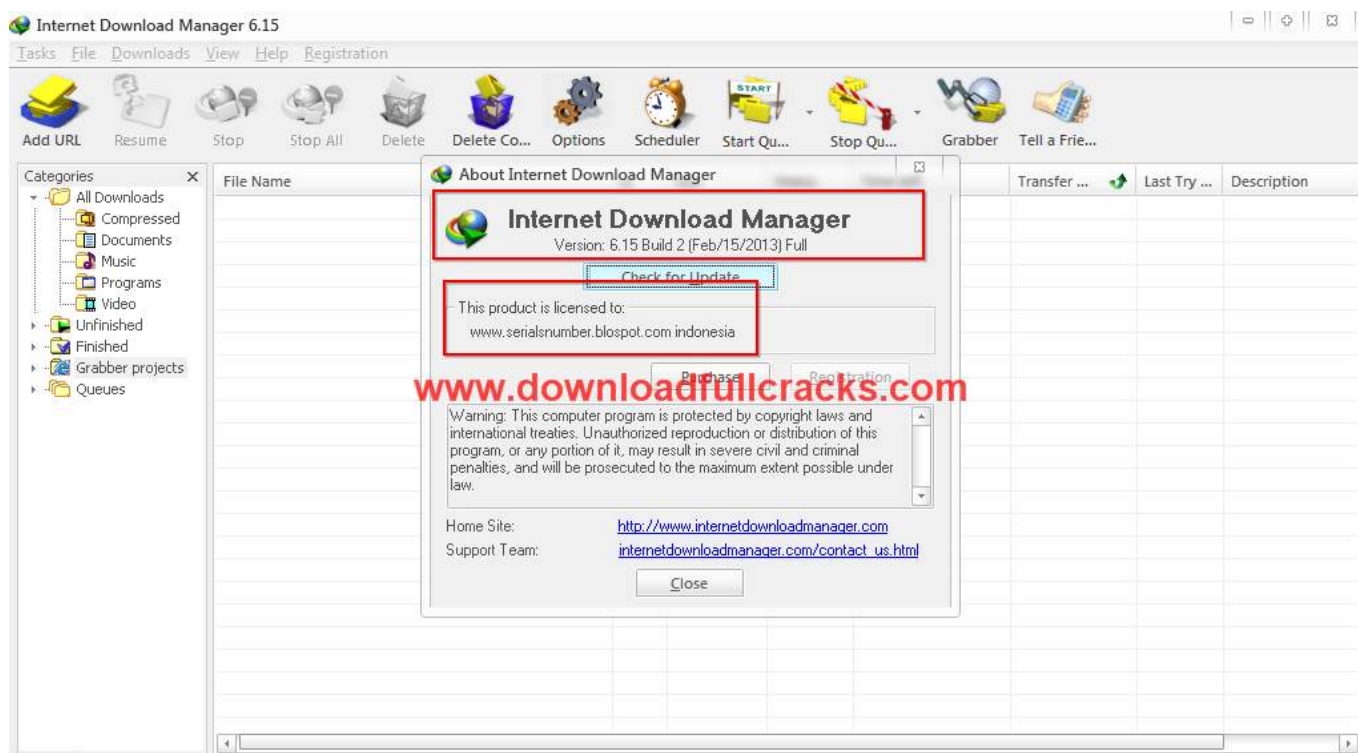 Internet Download Manager 6.15
Tasks File Downloads View Help Registration
Add URL Resume Stop Stop All Delete Delete Co... Options Scheduler Start Qu... Stop Qu... Grabber Tell a Frie...
START
Categories
All Downloads
Compressed
Documents
Music
Programs
Video
Unfinished
Finished
Grabber projects
Queues
File Name Transfer ... Last Try ... Description
About Internet Download Manager
Internet Download Manager
Version: 6.15 Build 2 (Feb/15/2013) Full
Check for Update
This product is licensed to:
www.serialsnumber.blospot.com indonesia
Purchase Registration
www.downloadfullcracks.com
Warning: This computer program is protected by copyright laws and
international treaties. Unauthorized reproduction or distribution of this
program, or any portion of it, may result in severe civil and criminal
penalties, and will be prosecuted to the maximum extent possible under
law.
Home Site: http://www.internetdownloadmanager.com
Support Team: internetdownloadmanager.com/contact_us.html
Close